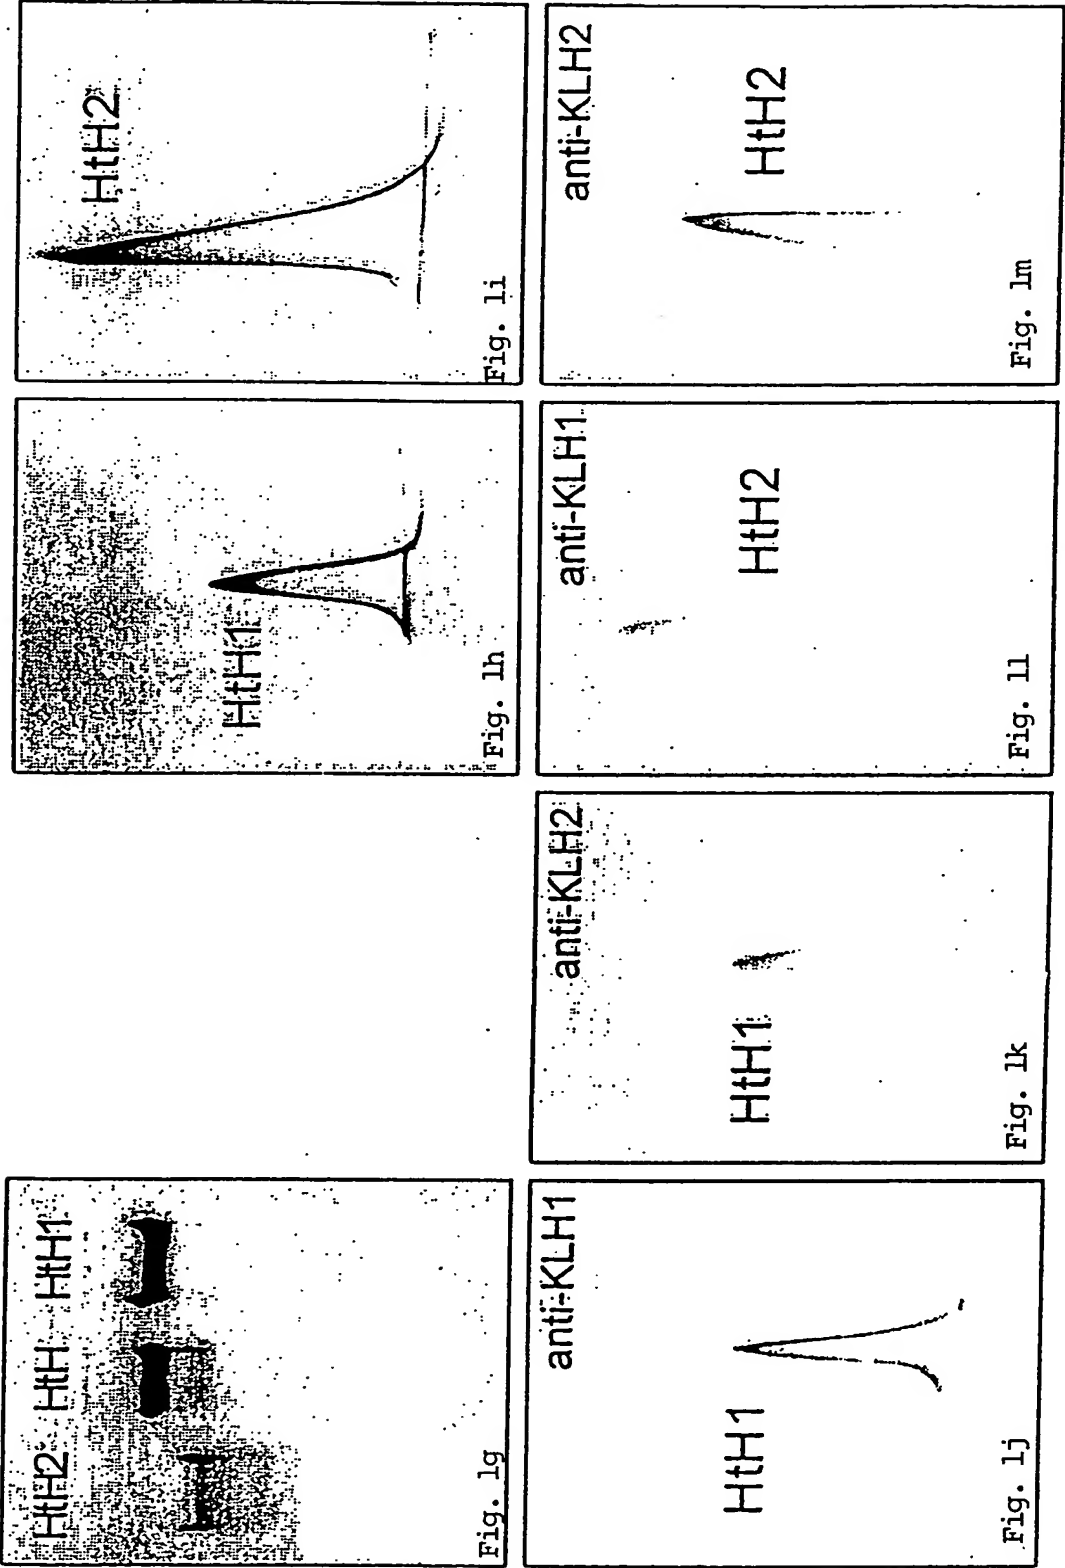 HtH2 HtH HtH1
Fig. 1g
HtH1
Fig. 1h
HtH2
Fig. 1i
anti-KLH1
HtH1
Fig. 1j
anti-KLH2
HtH1
Fig. 1k
anti-KLH1
HtH2
Fig. 1l
anti-KLH2
HtH2
Fig. 1m